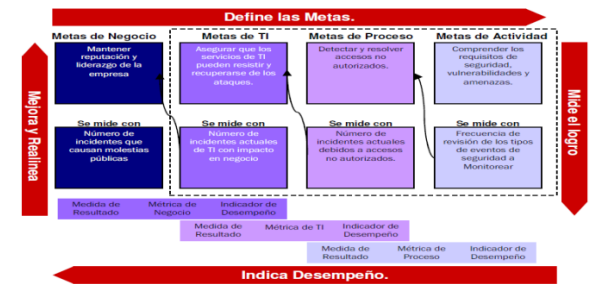 Define las Metas.
Metas de Negocio
Metas de TI
Metas de Proceso
Metas de Actividad
Mantener
reputación y
liderazgo de la
empresa
Asegurar que los
servicios de TI
pueden resistir y
recuperarse de los
ataques.
Detectar y resolver
accesos no
autorizados.
Comprender los
requisitos de
seguridad,
vulnerabilidades y
amenazas.
Mejora y Realínea
Mide el logro
Se mide con
Se mide con
Se mide con
Se mide con
Número de
incidentes que
causan molestias
públicas
Número de
incidentes actuales
de TI con impacto
en negocio
Número de
incidentes actuales
debidos a accesos
no autorizados.
Frecuencia de
revisión de los tipos
de eventos de
seguridad a
Monitorear
Medida de
Resultado
Métrica de
Negocio
Indicador de
Desempeño
Medida de
Resultado
Métrica de TI
Indicador de
Desempeño
Medida de
Resultado
Métrica de
Proceso
Indicador de
Desempeño
Indica Desempeño.